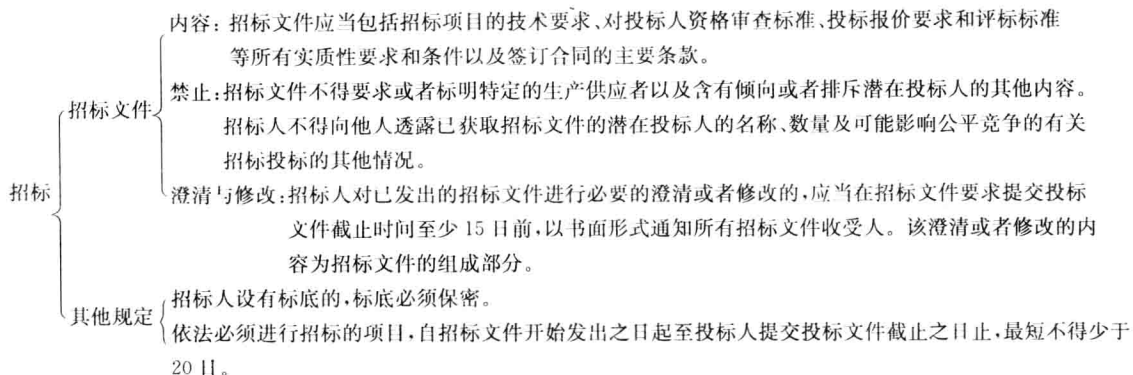 内容：招标文件应当包括招标项目的技术要求、对投标人资格审查标准、投标报价要求和评标标准
等所有实质性要求和条件以及签订合同的主要条款。
招标文件
禁止：招标文件不得要求或者标明特定的生产供应者以及含有倾向或者排斥潜在投标人的其他内容。
招标人不得向他人透露已获取招标文件的潜在投标人的名称、数量及可能影响公平竞争的有关
招标投标的其他情况。
招标
澄清与修改：招标人对已发出的招标文件进行必要的澄清或者修改的，应当在招标文件要求提交投标
文件截止时间至少 15 日前，以书面形式通知所有招标文件收受人。该澄清或者修改的内
容为招标文件的组成部分。
其他规定
招标人设有标底的，标底必须保密。
依法必须进行招标的项目，自招标文件开始发出之日起至投标人提交投标文件截止之日止，最短不得少于
20 日。